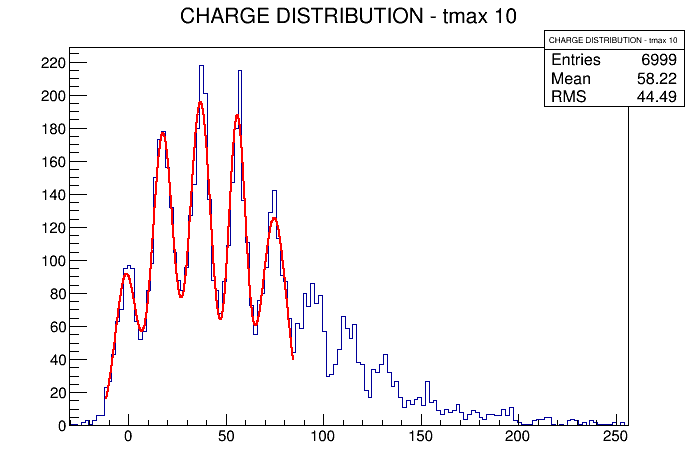 CHARGE DISTRIBUTION - tmax 10
CHARGE DISTRIBUTION - tmax 10
Entries 6999
Mean 58.22
RMS 44.49
220
200
180
160
140
120
100
80
60
40
20
0
0 50 100 150 200 250